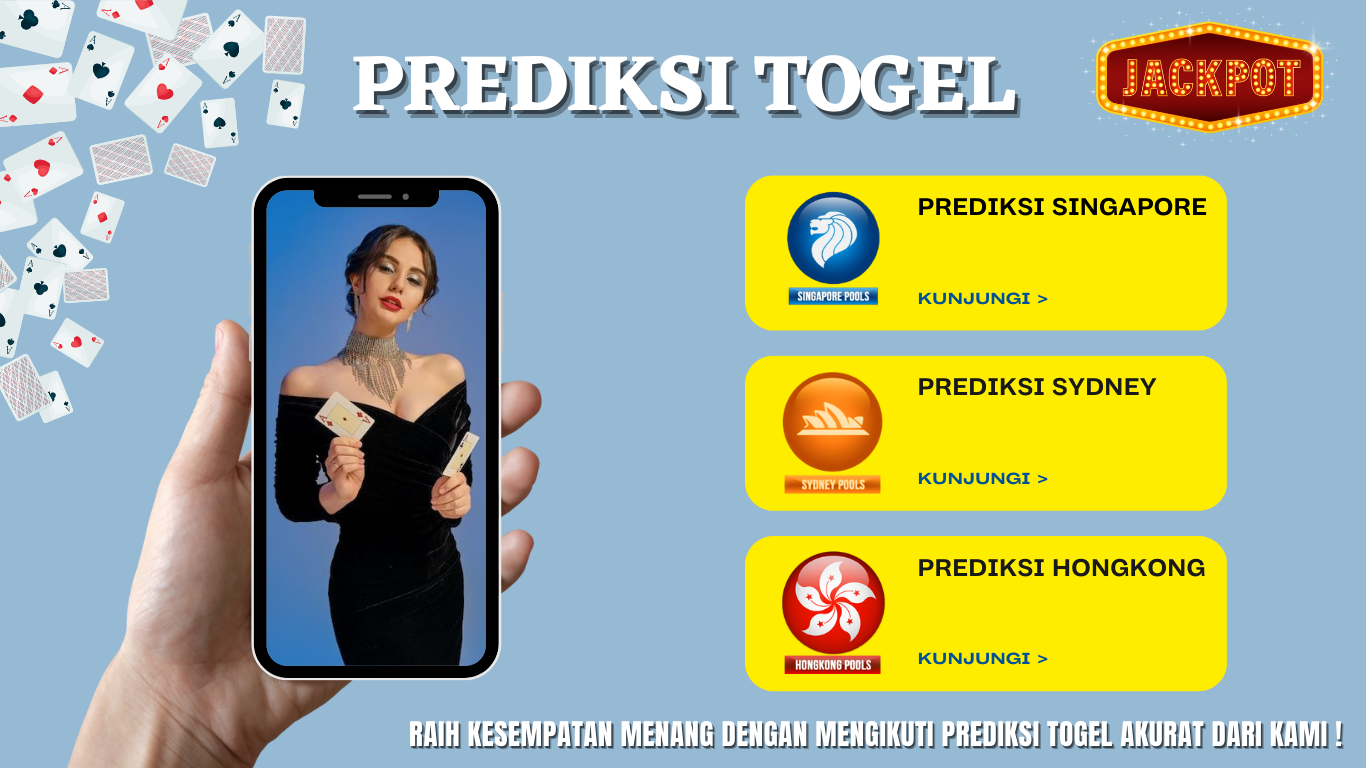 PREDIKSI TOGEL
JACKPOT
PREDIKSI SINGAPORE
SINGAPORE POOLS
KUNJUNGI >
PREDIKSI SYDNEY
SYDNEY POOLS
KUNJUNGI >
PREDIKSI HONGKONG
HONGKONG POOLS
KUNJUNGI >
RAIH KESEMPATAN MENANG DENGAN MENGIKUTI PREDIKSI TOGEL AKURAT DARI KAMI !